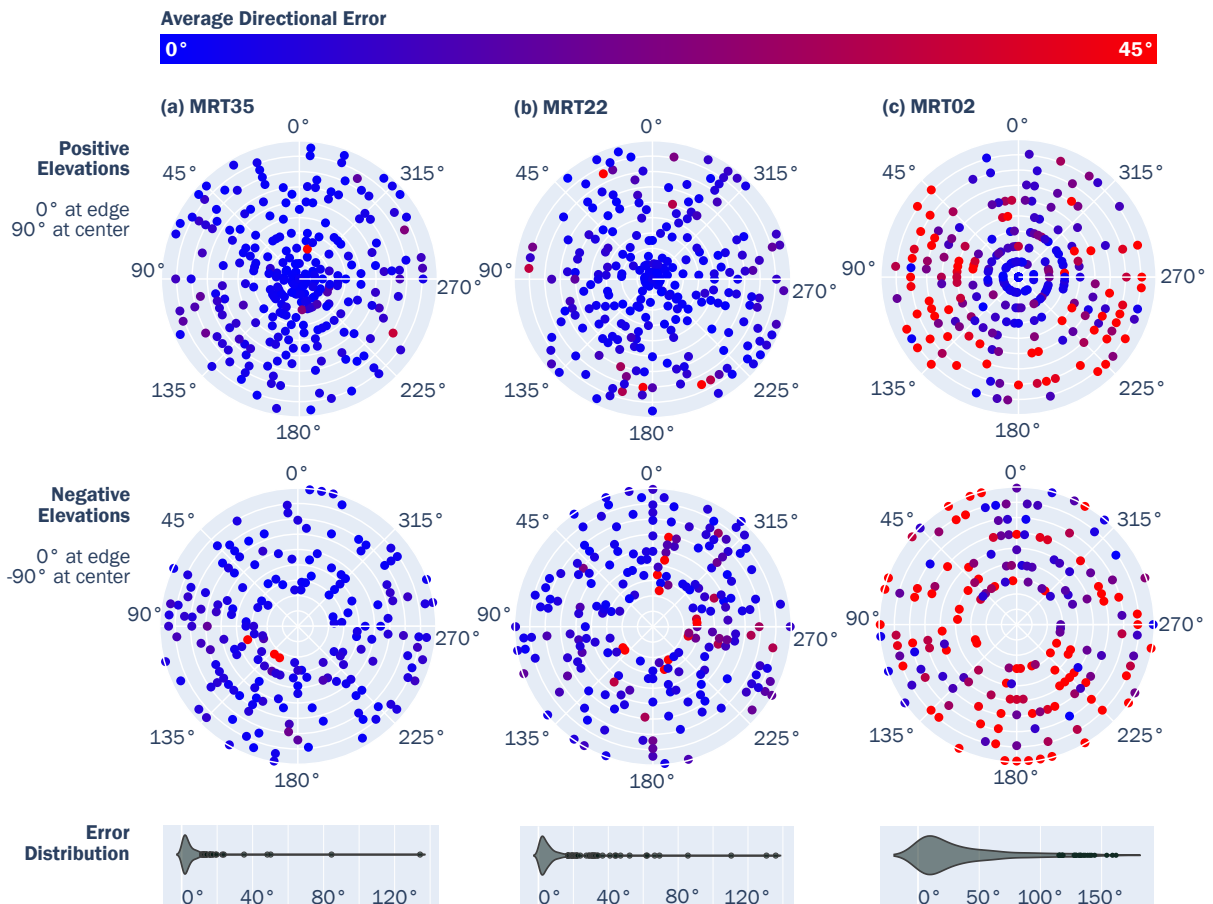 Average Directional Error
0° 45°
(a) MRT35 (b) MRT22 (c) MRT02
Positive
Elevations
0° at edge
90° at center
0° 0° 0°
45° 315° 45° 315° 45° 315°
90° 270° 90° 270° 90° 270°
135° 225° 135° 225° 135° 225°
180° 180° 180°
Negative
Elevations
0° at edge
-90° at center
0° 0° 0°
45° 315° 45° 315° 45° 315°
90° 270° 90° 270° 90° 270°
135° 225° 135° 225° 135° 225°
180° 180° 180°
Error
Distribution
0° 40° 80° 120° 0° 40° 80° 120° 0° 50° 100° 150°